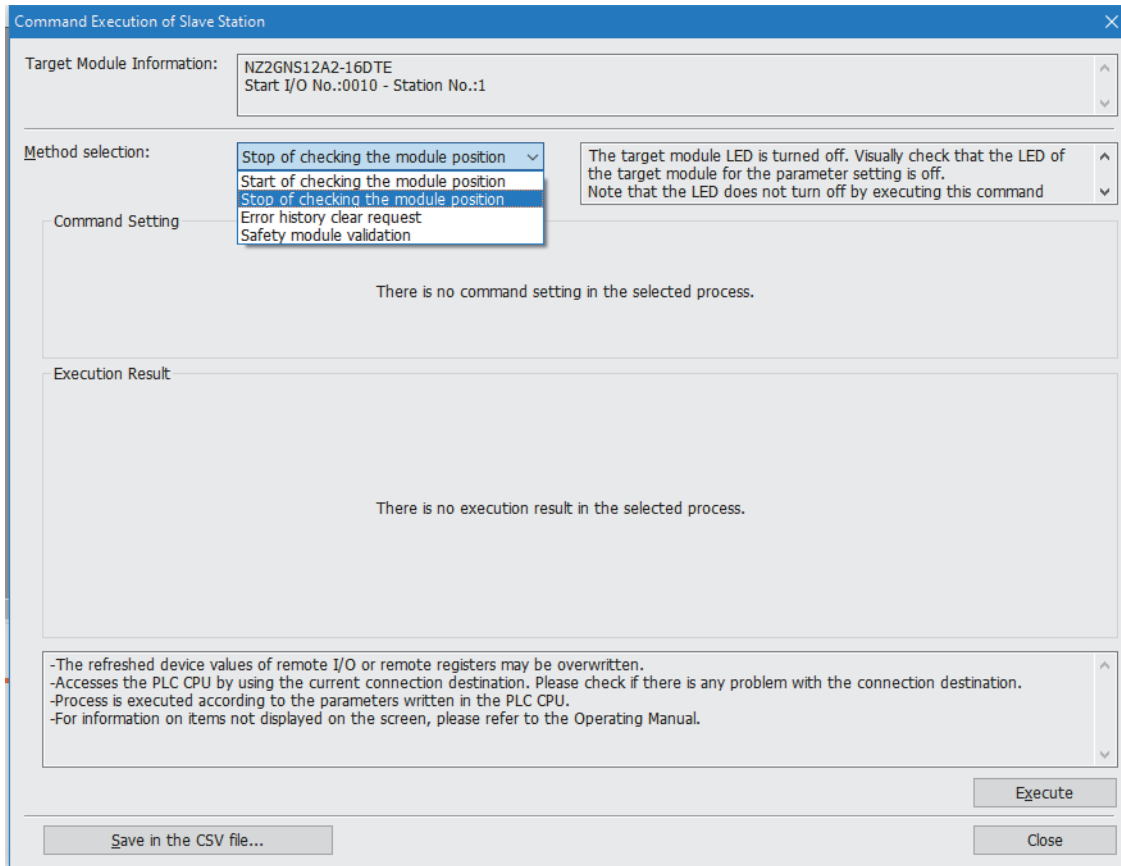 Command Execution of Slave Station
Target Module Information:
NZ2GNS12A2-16DTE
Start I/O No.:0010 - Station No.:1
Method selection:
Stop of checking the module position
Start of checking the module position
Stop of checking the module position
Error history clear request
Safety module validation
The target module LED is turned off. Visually check that the LED of
the target module for the parameter setting is off.
Note that the LED does not turn off by executing this command
Command Setting
There is no command setting in the selected process.
Execution Result
There is no execution result in the selected process.
-The refreshed device values of remote I/O or remote registers may be overwritten.
-Accesses the PLC CPU by using the current connection destination. Please check if there is any problem with the connection destination.
-Process is executed according to the parameters written in the PLC CPU.
-For information on items not displayed on the screen, please refer to the Operating Manual.
Execute
Save in the CSV file...
Close